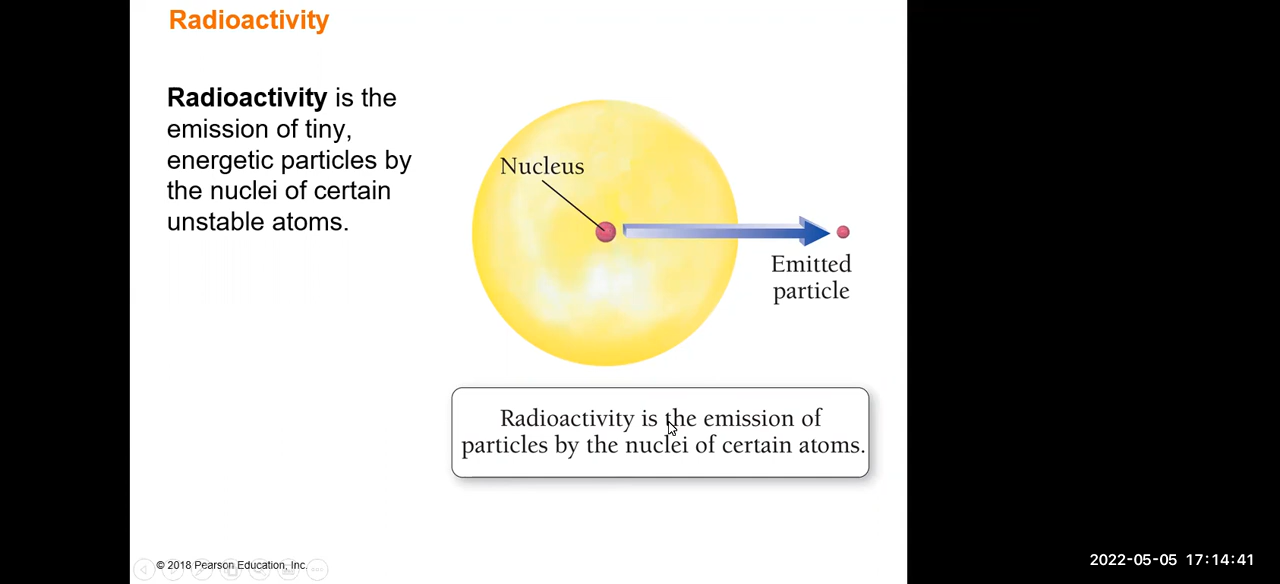 Radioactivity
Radioactivity is the
emission of tiny,
energetic particles by
the nuclei of certain
unstable atoms.
Nucleus
Emitted
particle
Radioactivity is the emission of
particles by the nuclei of certain atoms.
© 2018 Pearson Education, Inc.
2022-05-05 17:14:41